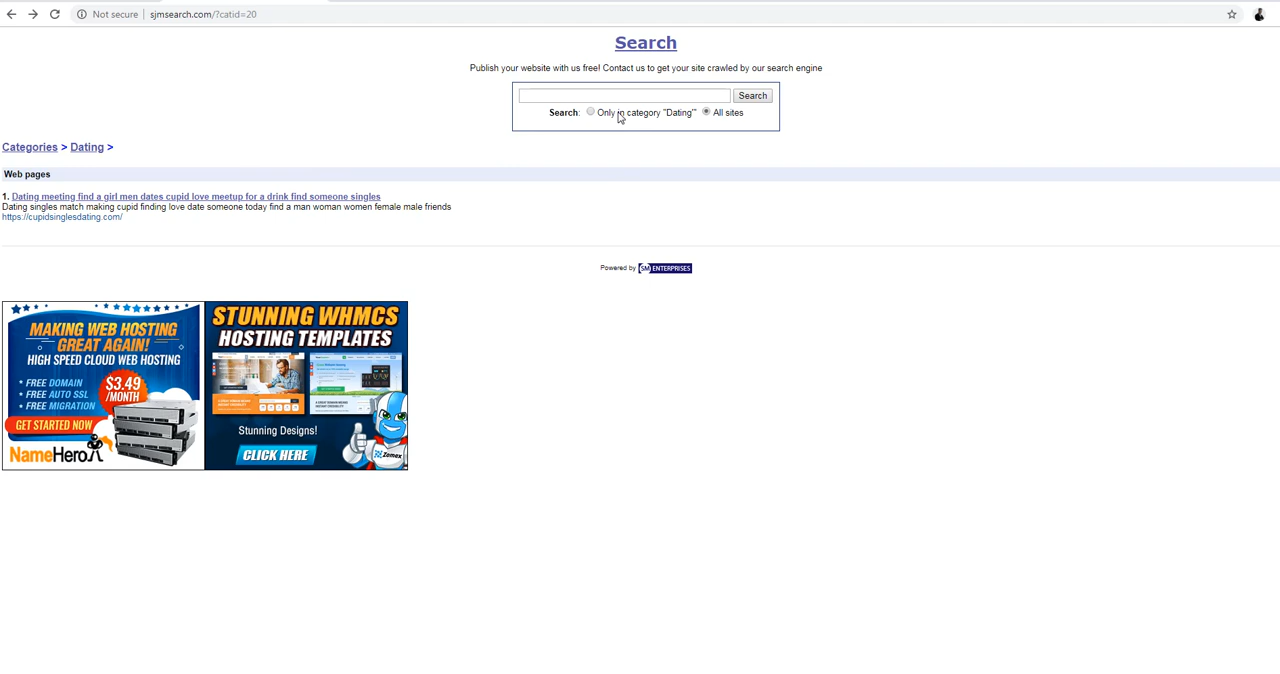 Not secure
sjmsearch.com/?catid=20
Search
Publish your website with us free! Contact us to get your site crawled by our search engine
Search
Search: Only in category "Dating" All sites
Categories > Dating >
Web pages
1. Dating meeting find a girl men dates cupid love meetup for a drink find someone singles
Dating singles match making cupid finding love date someone today find a man woman women female male friends
https://cupidsinglesdating.com/
Powered by SM ENTERPRISES
MAKING WEB HOSTING
GREAT AGAIN!
HIGH SPEED CLOUD WEB HOSTING
• FREE DOMAIN
• FREE AUTO SSL
• FREE MIGRATION
$3.49
/MONTH
GET STARTED NOW
NameHero
STUNNING WHMCS
HOSTING TEMPLATES
Stunning Designs!
CLICK HERE
Zomex